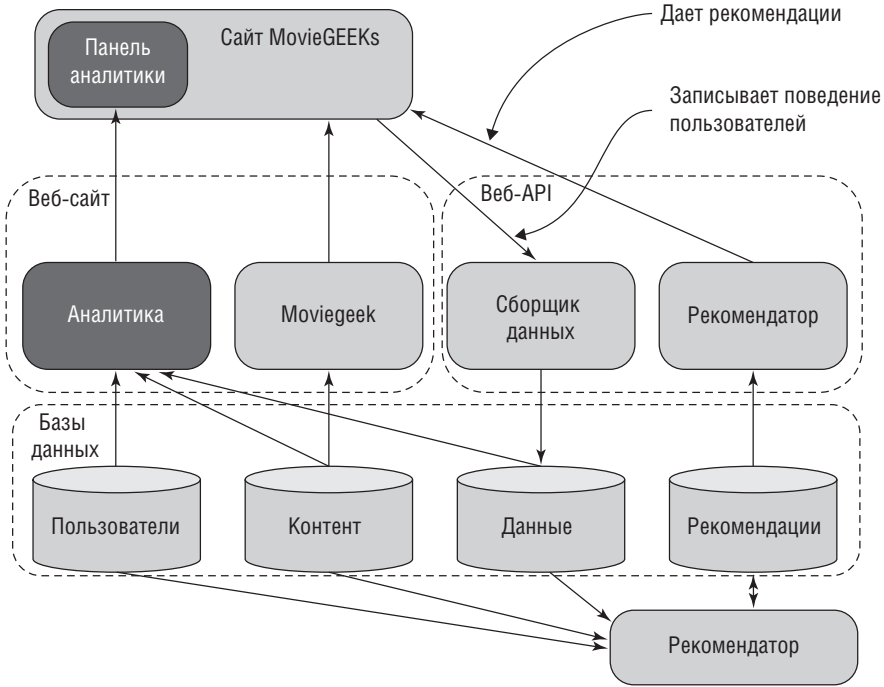 Дает рекомендации
Сайт MovieGEEKs
Панель
аналитики
Записывает поведение
пользователей
Веб-сайт
Веб-API
Аналитика
Moviegeek
Сборщик
данных
Рекомендатор
Базы
данных
Пользователи
Контент
Данные
Рекомендации
Рекомендатор